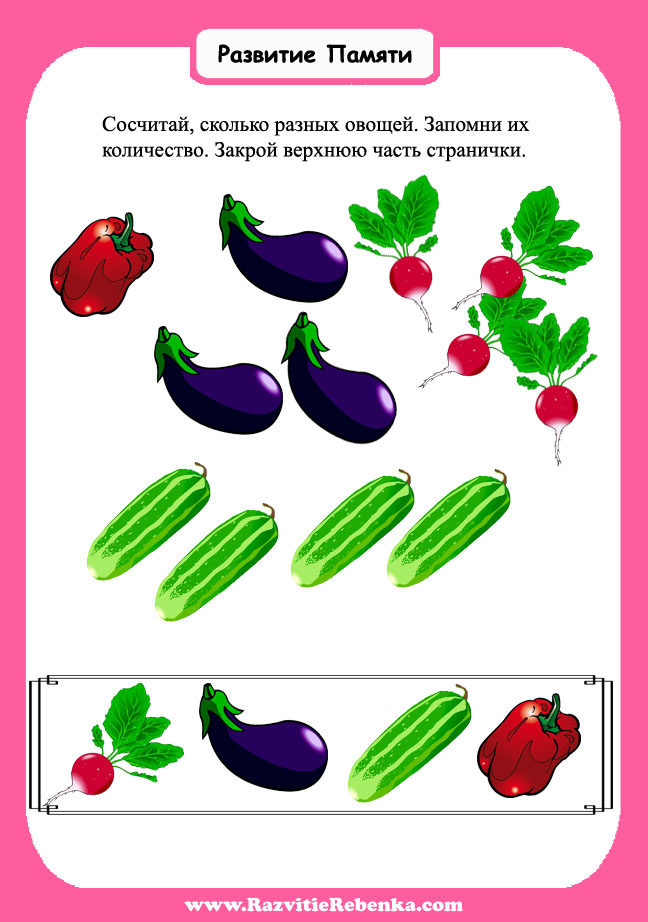 Развитие Памяти
Сосчитай, сколько разных овощей. Запомни их
количество. Закрой верхнюю часть странички.
www.RazvitieRebenka.com